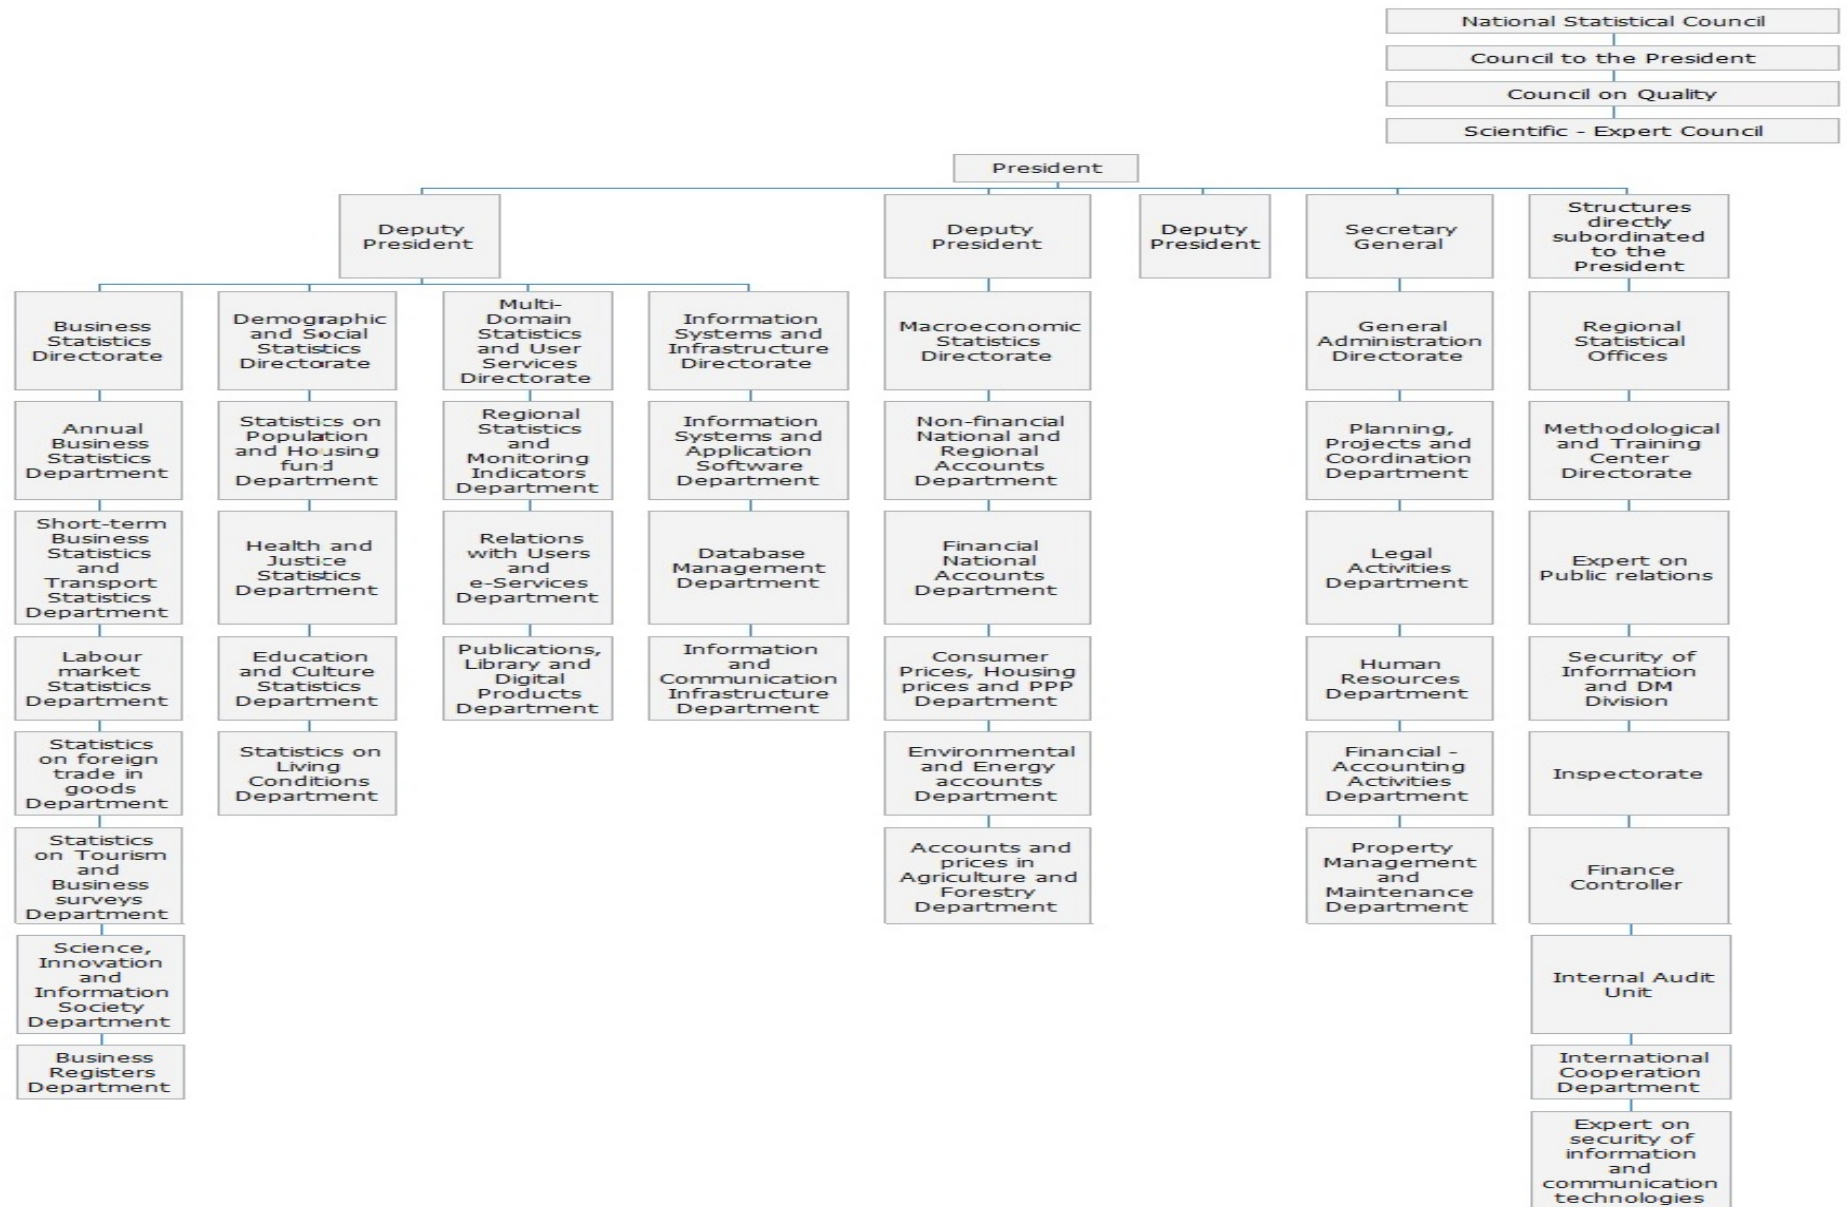 National Statistical Council
Council to the President
Council on Quality
Scientific - Expert Council
President
Deputy
President
Deputy
President
Deputy
President
Secretary
General
Structures
directly
subordinated
to the
President
Business
Statistics
Directorate
Annual
Business
Statistics
Department
Short-term
Business
Statistics
and
Transport
Statistics
Department
Labour
market
Statistics
Department
Statistics
on foreign
trade in
goods
Department
Statistics
on Tourism
and
Business
surveys
Department
Science,
Innovation
and
Information
Society
Department
Business
Registers
Department
Demographic
and Social
Statistics
Directorate
Statistics on
Population
and Housing
fund
Department
Health and
Justice
Statistics
Department
Education
and Culture
Statistics
Department
Statistics on
Living
Conditions
Department
Multi-
Domain
Statistics
and User
Services
Directorate
Regional
Statistics
and
Monitoring
Indicators
Department
Relations
with Users
and
e-Services
Department
Publications,
Library and
Digital
Products
Department
Information
Systems and
Infrastructure
Directorate
Information
Systems and
Application
Software
Department
Database
Management
Department
Information
and
Communication
Infrastructure
Department
Macroeconomic
Statistics
Directorate
Non-financial
National and
Regional
Accounts
Department
Financial
National
Accounts
Department
Consumer
Prices, Housing
prices and PPP
Department
Environmental
and Energy
accounts
Department
Accounts and
prices in
Agriculture and
Forestry
Department
General
Administration
Directorate
Planning,
Projects and
Coordination
Department
Legal
Activities
Department
Human
Resources
Department
Financial -
Accounting
Activities
Department
Property
Management
and
Maintenance
Department
Regional
Statistical
Offices
Methodological
and Training
Center
Directorate
Expert on
Public relations
Security of
Information
and DM
Division
Inspectorate
Finance
Controller
Internal Audit
Unit
International
Cooperation
Department
Expert on
security of
information
and
communication
technologies